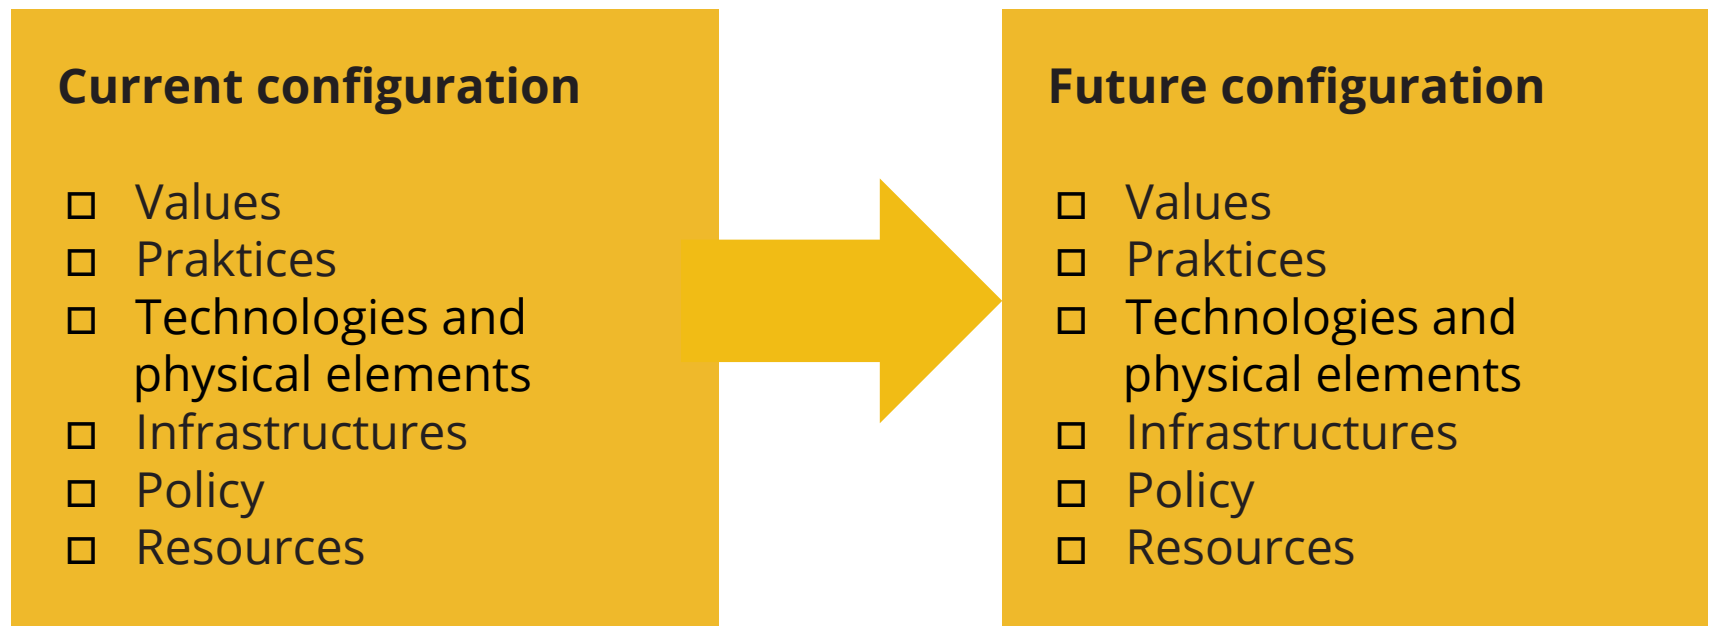 Current configuration
Values
Praktices
Technologies and
physical elements
Infrastructures
Policy
Resources
Future configuration
Values
Praktices
Technologies and
physical elements
Infrastructures
Policy
Resources